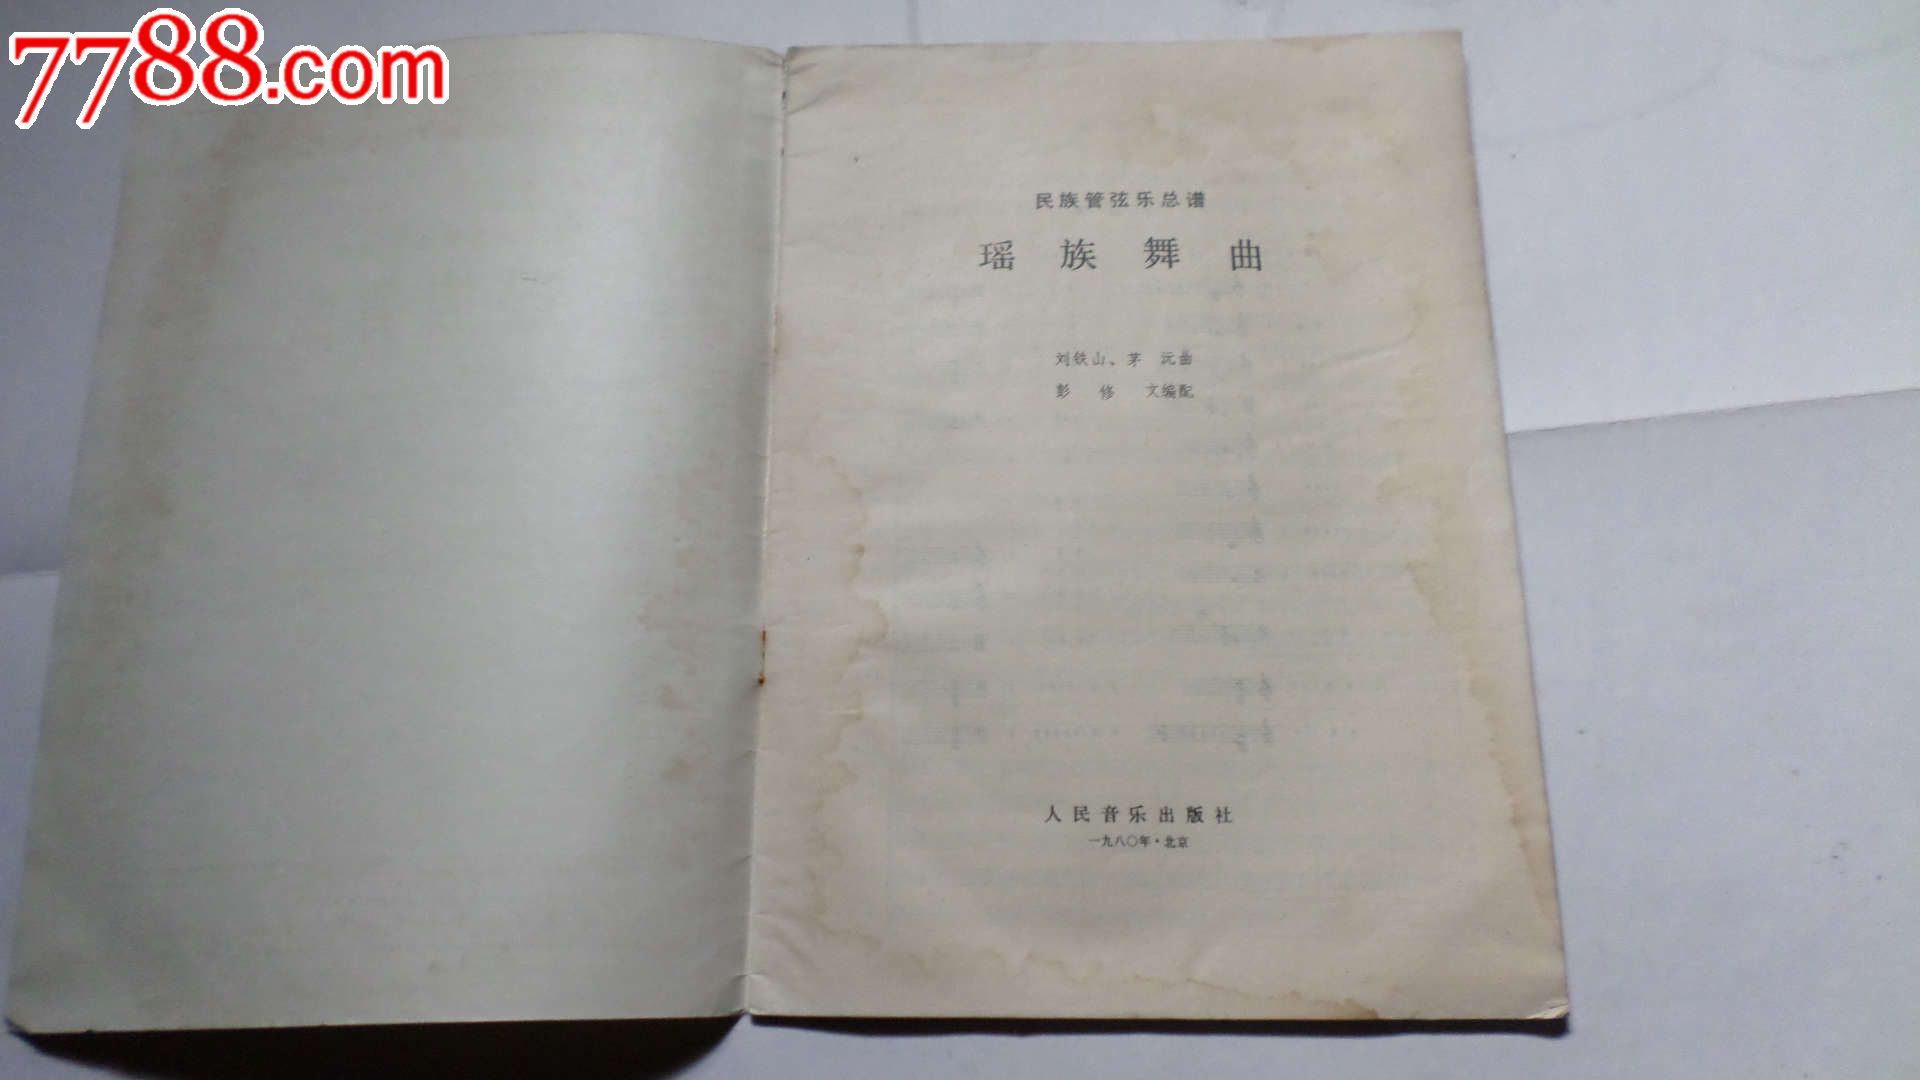 7788.com
民族管弦乐总谱
瑶族舞曲
刘铁山、茅 沅曲
彭 修 文编配
人民音乐出版社
一九八〇年·北京